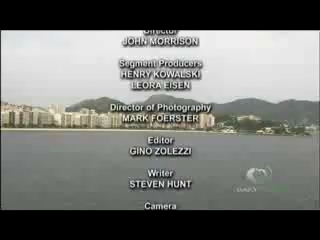 Director
JOHN MORRISON
Segment Producers
HENRY KOWALSKI
LEORA EISEN
Director of Photography
MARK FOERSTER
Editor
GINO ZOLEZZI
Writer
STEVEN HUNT
Camera